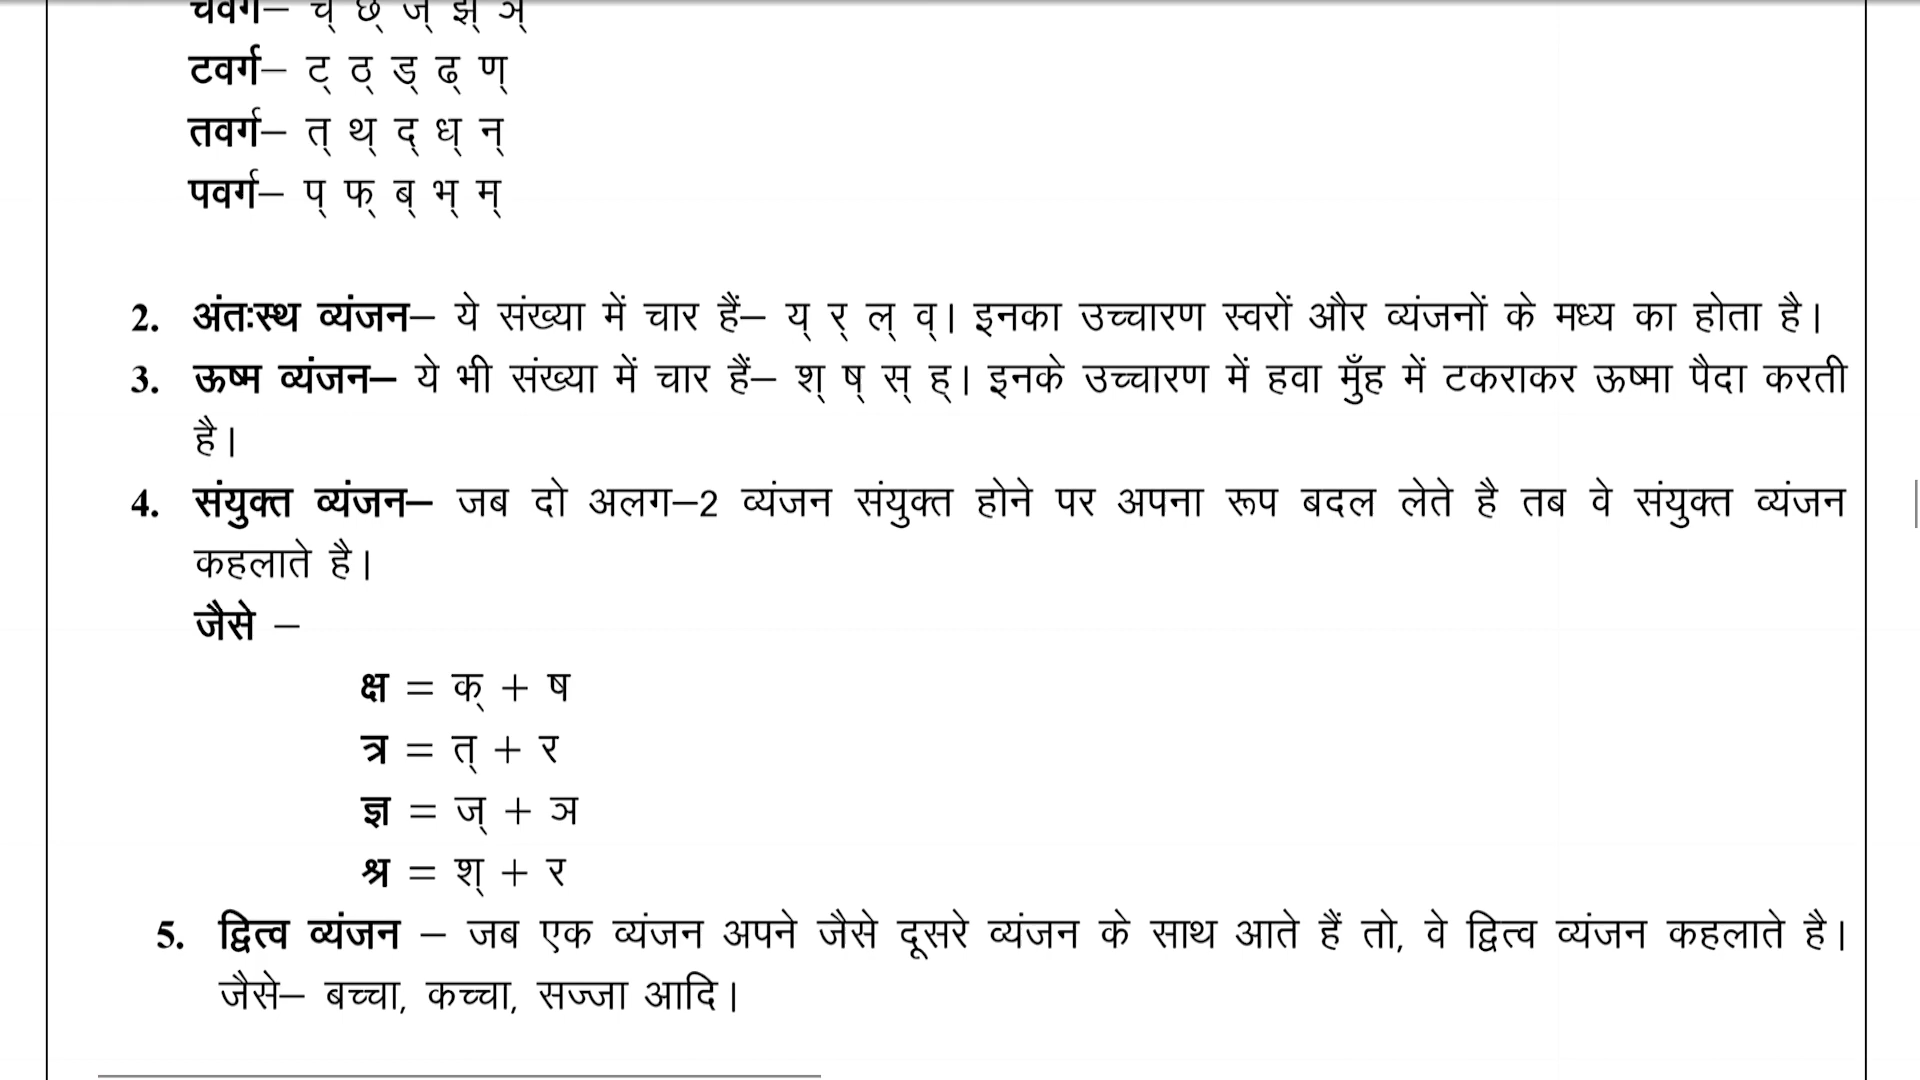 चवर्ग– च् छ् ज् झ् ञ्
टवर्ग– ट् ठ् ड् ढ् ण्
तवर्ग– त् थ् द् ध् न्
पवर्ग– प् फ् ब् भ् म्
2. अंतःस्थ व्यंजन– ये संख्या में चार हैं– य् र् ल् व्। इनका उच्चारण स्वरों और व्यंजनों के मध्य का होता है।
3. ऊष्म व्यंजन– ये भी संख्या में चार हैं– श् ष् स् ह्। इनके उच्चारण में हवा मुँह में टकराकर ऊष्मा पैदा करती
है।
4. संयुक्त व्यंजन– जब दो अलग–2 व्यंजन संयुक्त होने पर अपना रूप बदल लेते है तब वे संयुक्त व्यंजन
कहलाते है।
जैसे –
क्ष = क् + ष
त्र = त् + र
ज्ञ = ज् + ञ
श्र = श् + र
5. द्वित्व व्यंजन – जब एक व्यंजन अपने जैसे दूसरे व्यंजन के साथ आते हैं तो, वे द्वित्व व्यंजन कहलाते है।
जैसे– बच्चा, कच्चा, सज्जा आदि।